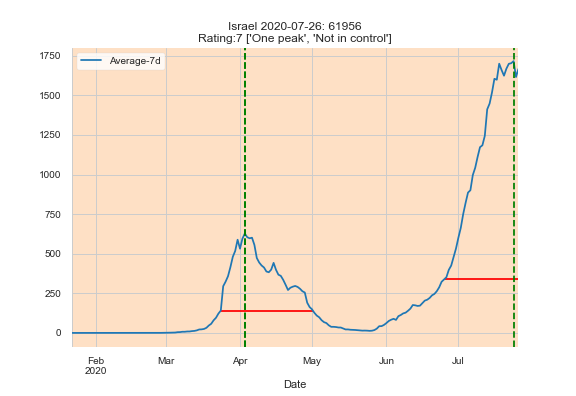 Israel 2020-07-26: 61956
Rating:7 ['One peak', 'Not in control']
Average-7d
1750
1500
1250
1000
750
500
250
0
Feb Mar Apr May Jun Jul
2020
Date